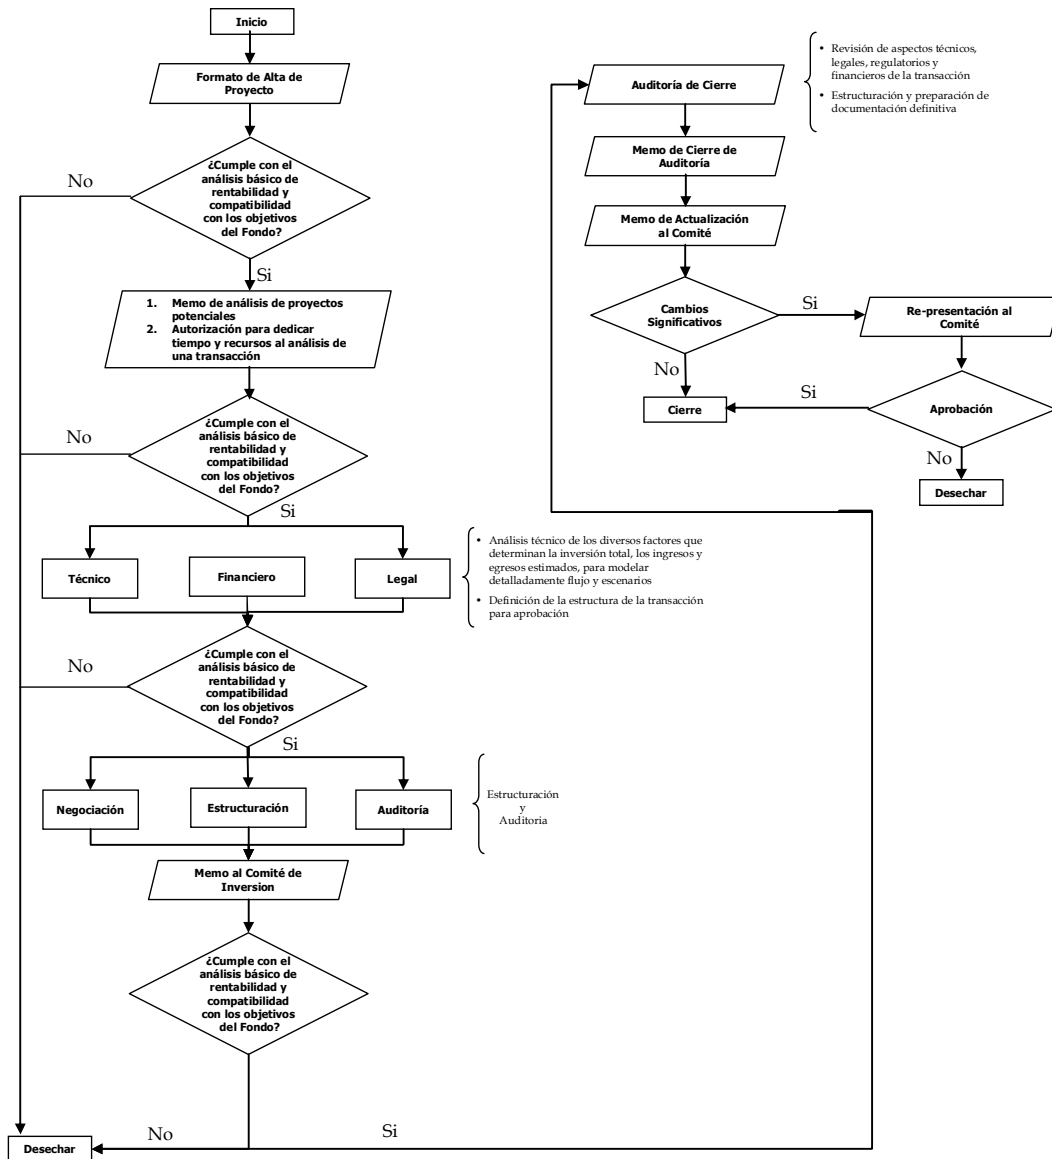 Inicio
Formato de Alta de
Proyecto
¿Cumple con el
análisis básico de
rentabilidad y
compatibilidad
con los objetivos
del Fondo?
No
Si
1. Memo de análisis de proyectos
potenciales
2. Autorización para dedicar
tiempo y recursos al análisis de
una transacción
¿Cumple con el
análisis básico de
rentabilidad y
compatibilidad
con los objetivos
del Fondo?
No
Si
Técnico
Financiero
Legal
• Análisis técnico de los diversos factores que
determinan la inversión total, los ingresos y
egresos estimados, para modelar
detalladamente flujo y escenarios
• Definición de la estructura de la transacción
para aprobación
¿Cumple con el
análisis básico de
rentabilidad y
compatibilidad
con los objetivos
del Fondo?
No
Si
Negociación
Estructuración
Auditoría
Estructuración
y
Auditoria
Memo al Comité de
Inversion
¿Cumple con el
análisis básico de
rentabilidad y
compatibilidad
con los objetivos
del Fondo?
No
Si
Desechar
Auditoría de Cierre
• Revisión de aspectos técnicos,
legales, regulatorios y
financieros de la transacción
• Estructuración y preparación de
documentación definitiva
Memo de Cierre de
Auditoría
Memo de Actualización
al Comité
Cambios
Significativos
Si
No
Re-presentación al
Comité
Aprobación
Si
No
Cierre
Desechar